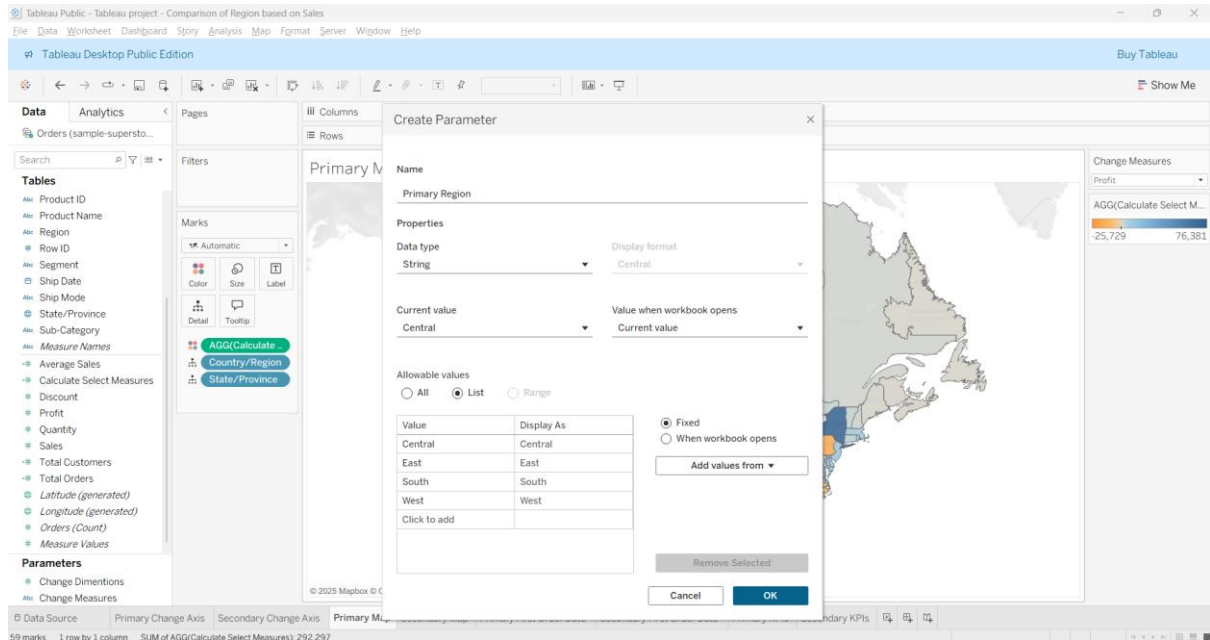 Tableau Public - Tableau project - Comparison of Region based on Sales
File Data Worksheet Dashboard Story Analysis Map Format Server Window Help
Tableau Desktop Public Edition Buy Tableau
Show Me
Data Analytics Pages Columns
Orders (sample-supersto... Rows
Search Filters Primary M
Tables
Abc Product ID
Abc Product Name
Abc Region
# Row ID
Abc Segment
Ship Date
Abc Ship Mode
State/Province
Abc Sub-Category
Abc Measure Names
Average Sales
Calculate Select Measures
# Discount
# Profit
# Quantity
# Sales
Total Customers
Total Orders
Latitude (generated)
Longitude (generated)
# Orders (Count)
# Measure Values
Parameters
# Change Dimentions
Abc Change Measures
Marks
Automatic
Color Size Label
Detail Tooltip
AGG(Calculate ..
Country/Region
State/Province
Create Parameter
Name
Primary Region
Properties
Data type Display format
String Central
Current value Value when workbook opens
Central Current value
Allowable values
All List Range
Value Display As
Central Central
East East
South South
West West
Click to add
Fixed
When workbook opens
Add values from
Remove Selected
Cancel OK
Change Measures
Profit
AGG(Calculate Select M...
-25,729 76,381
© 2025 Mapbox ©
Data Source Primary Change Axis Secondary Change Axis Primary Ma ndary KPIs
59 marks 1 row by 1 column SUM of AGG(Calculate Select Measures): 292,297